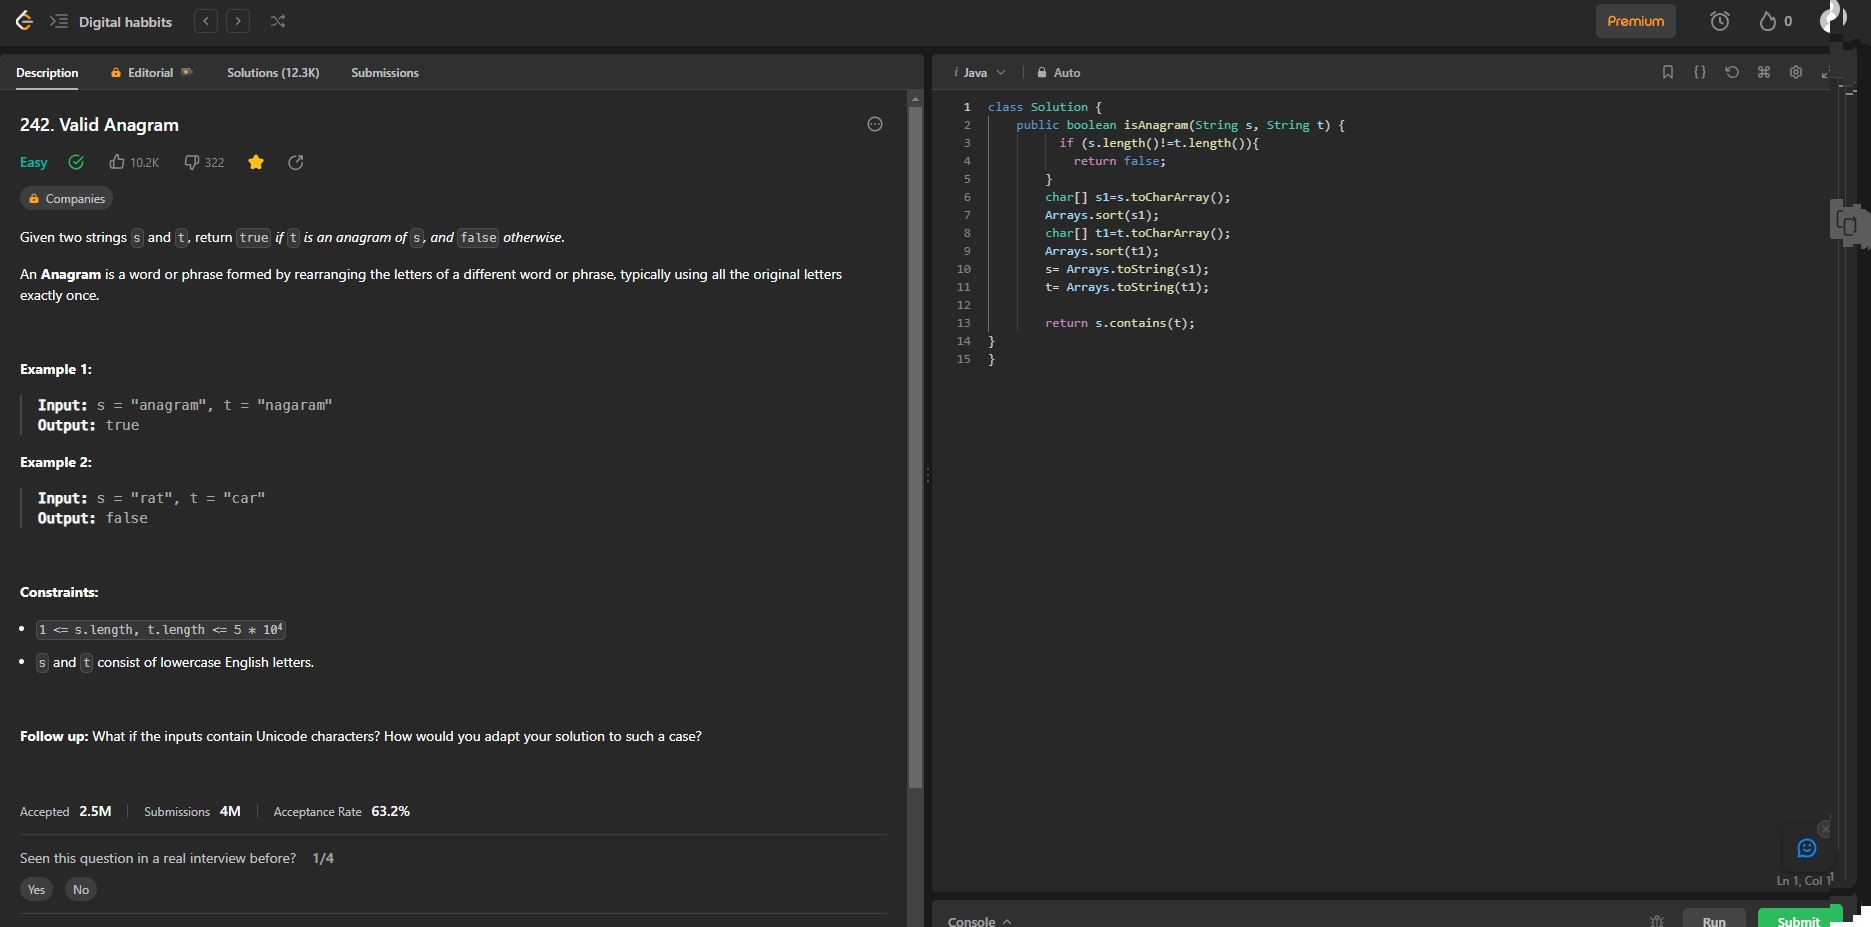 Digital habbits
Premium
0
Description
Editorial
Solutions (12.3K)
Submissions
242. Valid Anagram
Easy
10.2K
322
Companies
Given two strings s and t, return true if t is an anagram of s, and false otherwise.
An Anagram is a word or phrase formed by rearranging the letters of a different word or phrase, typically using all the original letters
exactly once.
Example 1:
Input: s = "anagram", t = "nagaram"
Output: true
Example 2:
Input: s = "rat", t = "car"
Output: false
Constraints:
• 1 <= s.length, t.length <= 5 * 10⁴
• s and t consist of lowercase English letters.
Follow up: What if the inputs contain Unicode characters? How would you adapt your solution to such a case?
Accepted 2.5M
Submissions 4M
Acceptance Rate 63.2%
Seen this question in a real interview before? 1/4
Yes
No
i Java
Auto
1 class Solution {
2 public boolean isAnagram(String s, String t) {
3 if (s.length()!=t.length()){
4 return false;
5 }
6 char[] s1=s.toCharArray();
7 Arrays.sort(s1);
8 char[] t1=t.toCharArray();
9 Arrays.sort(t1);
10 s= Arrays.toString(s1);
11 t= Arrays.toString(t1);
12
13 return s.contains(t);
14 }
15 }
Ln 1, Col 1
Console
Run
Submit